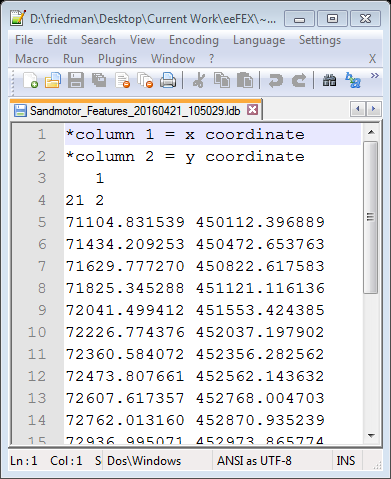 D:\friedman\Desktop\Current Work\eeFEX\~...
File Edit Search View Encoding Language Settings
Macro Run Plugins Window ? X
Sandmotor_Features_20160421_105029.ldb
1 *column 1 = x coordinate
2 *column 2 = y coordinate
3 1
4 21 2
5 71104.831539 450112.396889
6 71434.209253 450472.653763
7 71629.777270 450822.617583
8 71825.345288 451121.116136
9 72041.499412 451553.424385
10 72226.774376 452037.197902
11 72360.584072 452356.282562
12 72473.807661 452562.143632
13 72607.617357 452768.004703
14 72762.013160 452870.935239
15 72936.995071 452973.865774
Ln : 1 Col : 1 S Dos\Windows ANSI as UTF-8 INS